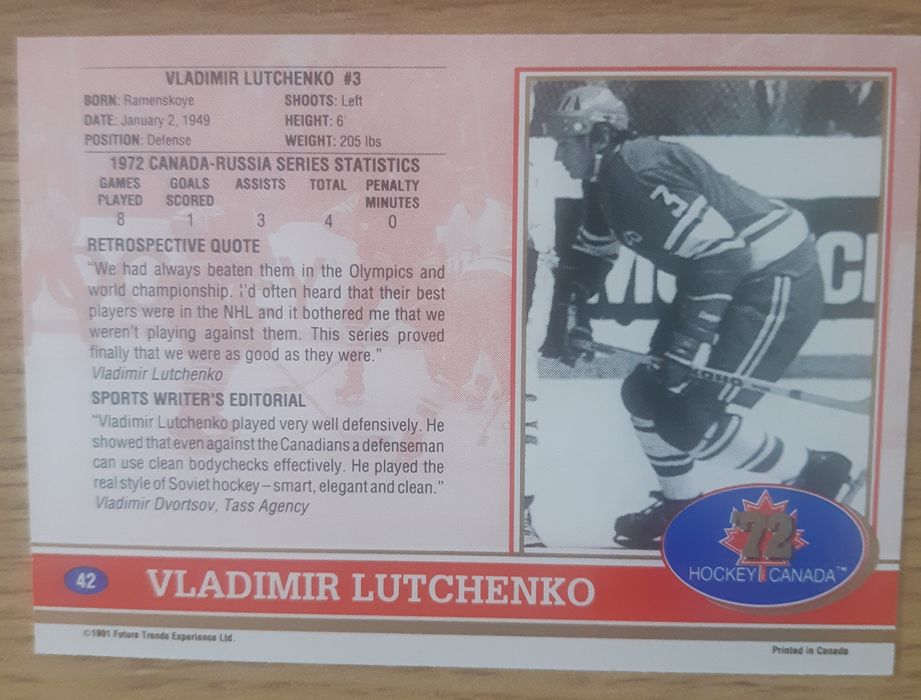 VLADIMIR LUTCHENKO #3
BORN: Ramenskoye SHOOTS: Left
DATE: January 2, 1949 HEIGHT: 6'
POSITION: Defense WEIGHT: 205 lbs
1972 CANADA-RUSSIA SERIES STATISTICS
GAMES GOALS ASSISTS TOTAL PENALTY
PLAYED SCORED MINUTES
8 1 3 4 0
RETROSPECTIVE QUOTE
"We had always beaten them in the Olympics and
world championship. I'd often heard that their best
players were in the NHL and it bothered me that we
weren't playing against them. This series proved
finally that we were as good as they were."
Vladimir Lutchenko
SPORTS WRITER'S EDITORIAL
"Vladimir Lutchenko played very well defensively. He
showed that even against the Canadians a defenseman
can use clean bodychecks effectively. He played the
real style of Soviet hockey – smart, elegant and clean."
Vladimir Dvortsov, Tass Agency
3
'72
HOCKEY CANADA™
42
VLADIMIR LUTCHENKO
©1991 Future Trends Experience Ltd.
Printed in Canada